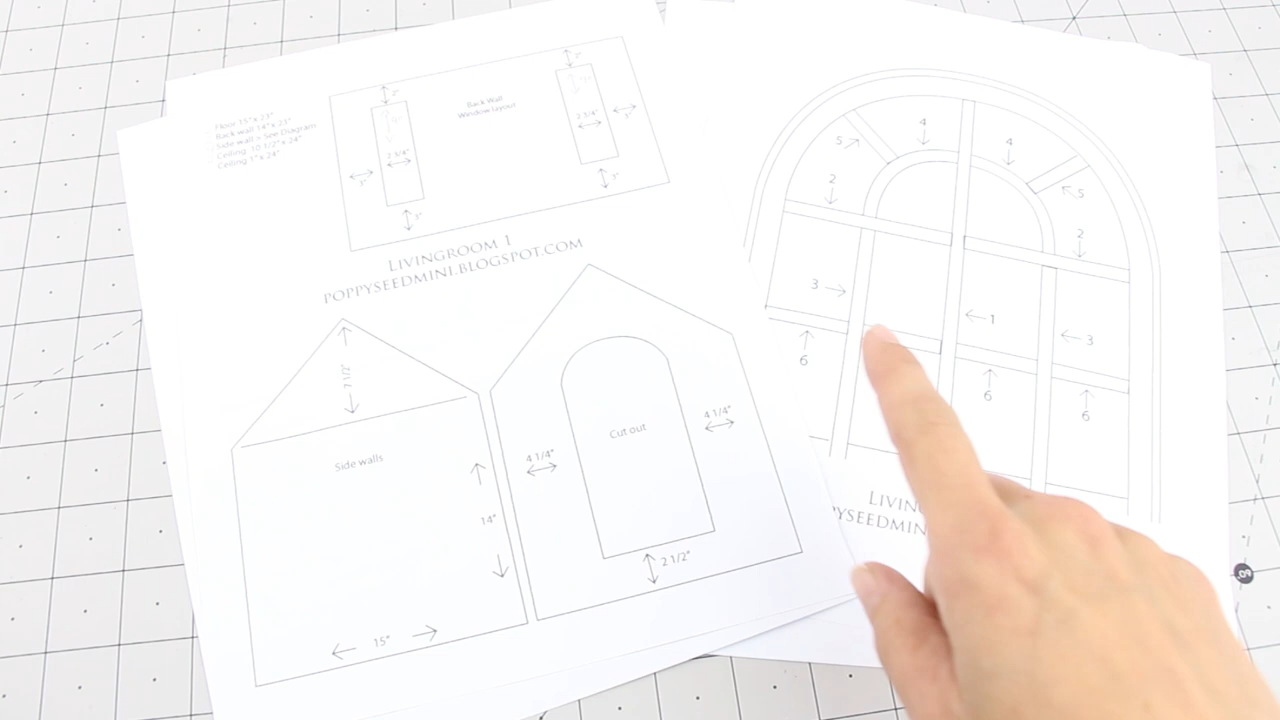 Floor 15" x 23"
Back wall 14" x 23"
Side wall > See Diagram
Ceiling 10 1/2" x 24"
Ceiling 1" x 24"
2"
2 3/4"
3"
3"
Back Wall
Window layout
2"
2 3/4"
3"
3"
LIVINGROOM 1
POPPYSEEDMINI.BLOGSPOT.COM
7 1/2"
Side walls
14"
15"
Cut out
4 1/4"
4 1/4"
2 1/2"
4
4
5
5
2
2
3
1
3
6
6
6
LIVING
PYSEEDMIN
60.